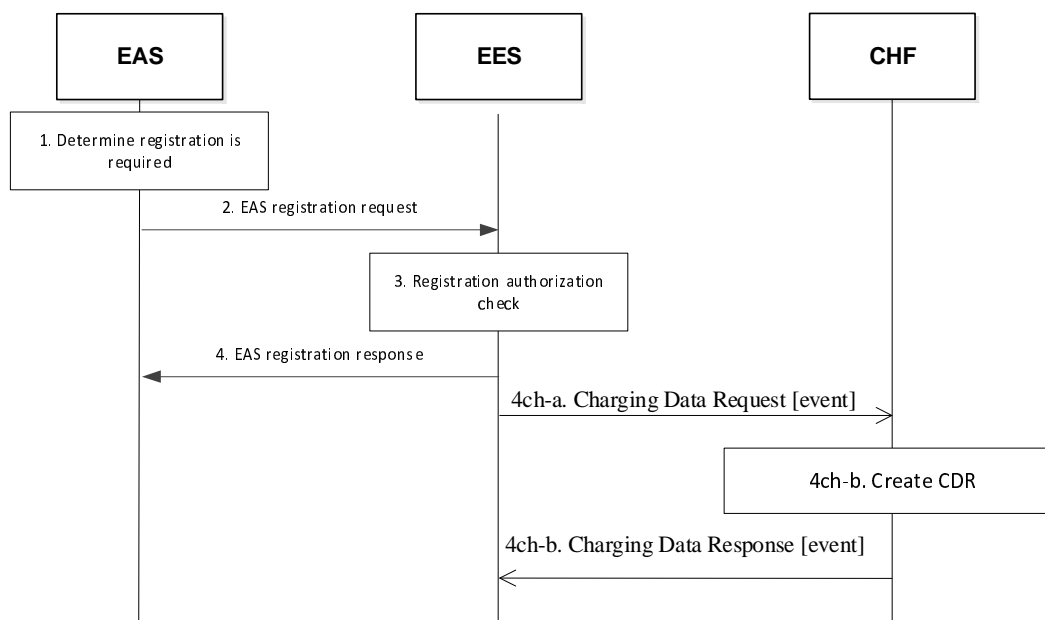 EAS
EES
CHF
1. Determine registration is
required
2. EAS registration request
3. Registration authorization
check
4. EAS registration response
4ch-a. Charging Data Request [event]
4ch-b. Create CDR
4ch-b. Charging Data Response [event]